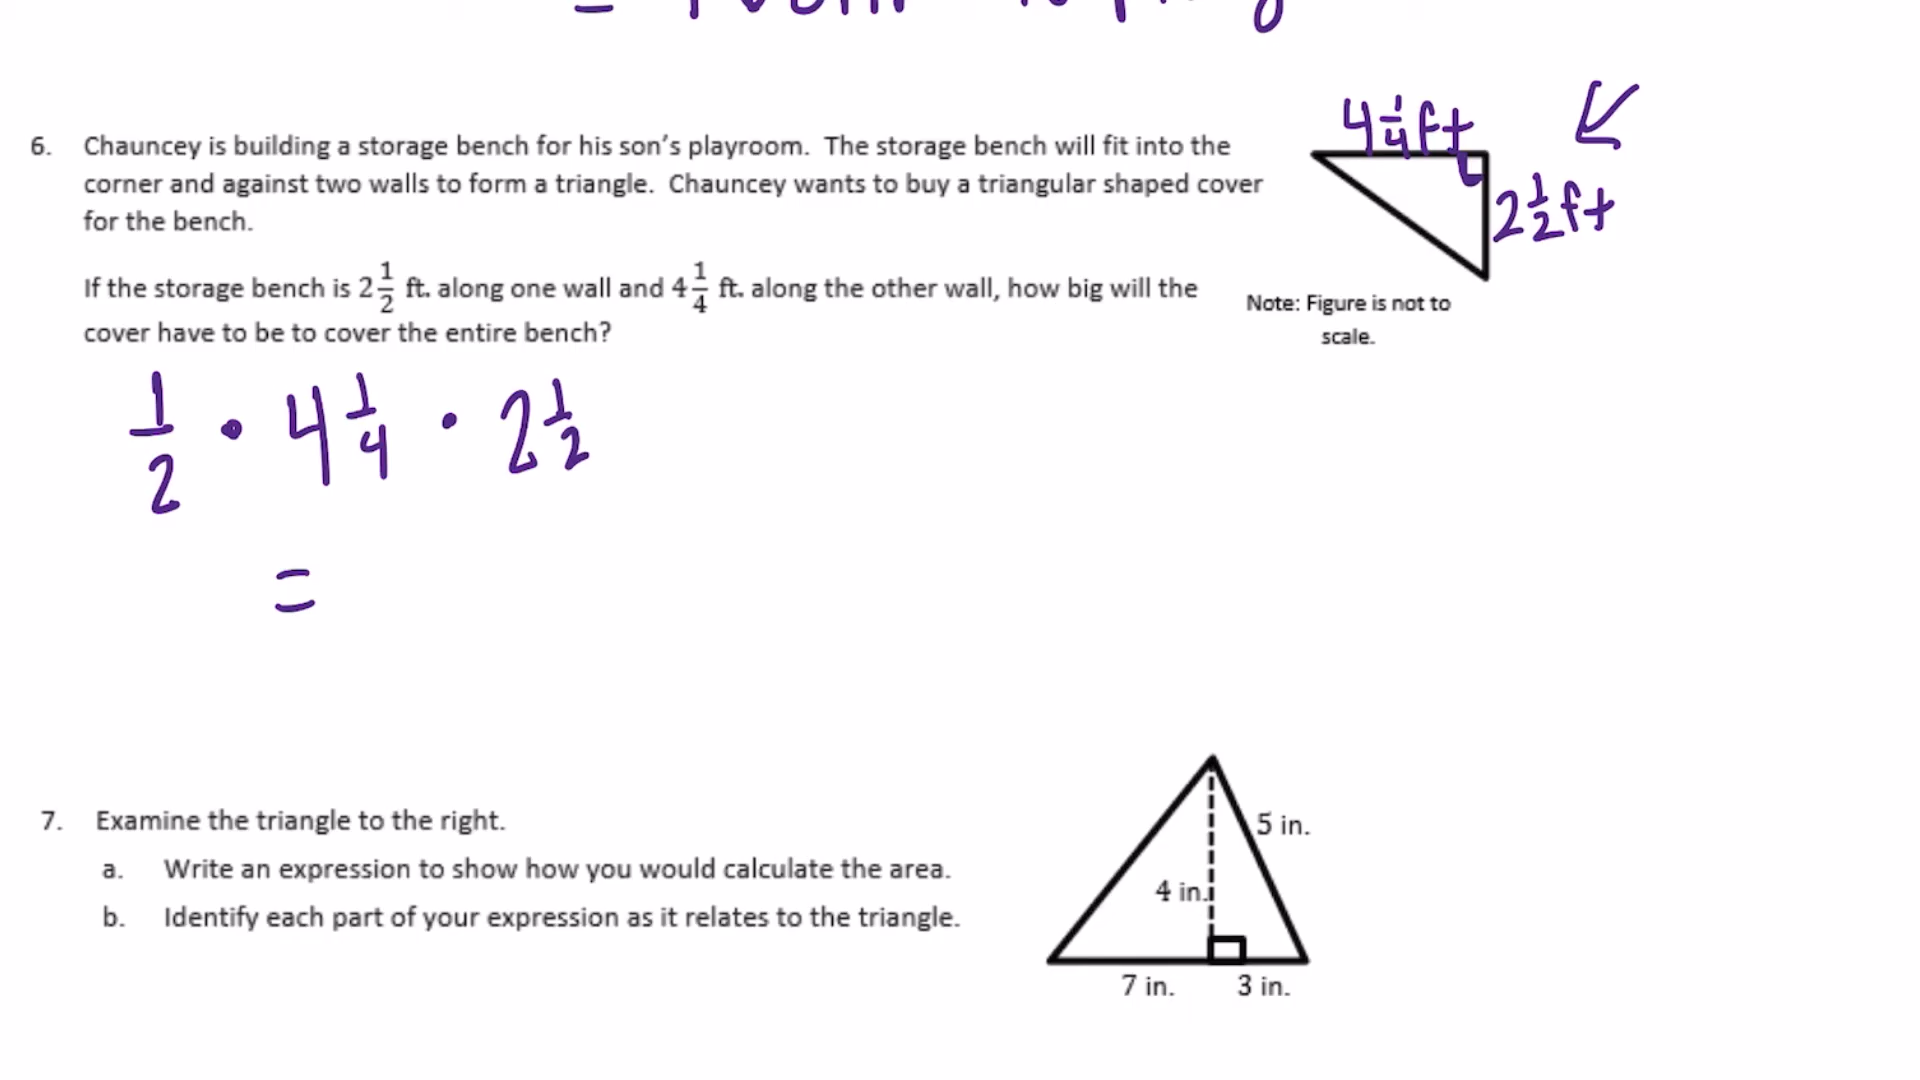 6. Chauncey is building a storage bench for his son's playroom. The storage bench will fit into the
corner and against two walls to form a triangle. Chauncey wants to buy a triangular shaped cover
for the bench.
4 1/4 ft
2 1/2 ft
If the storage bench is 2 1/2 ft. along one wall and 4 1/4 ft. along the other wall, how big will the
cover have to be to cover the entire bench?
Note: Figure is not to
scale.
1/2 · 4 1/4 · 2 1/2
=
7. Examine the triangle to the right.
a. Write an expression to show how you would calculate the area.
b. Identify each part of your expression as it relates to the triangle.
5 in.
4 in.
7 in. 3 in.